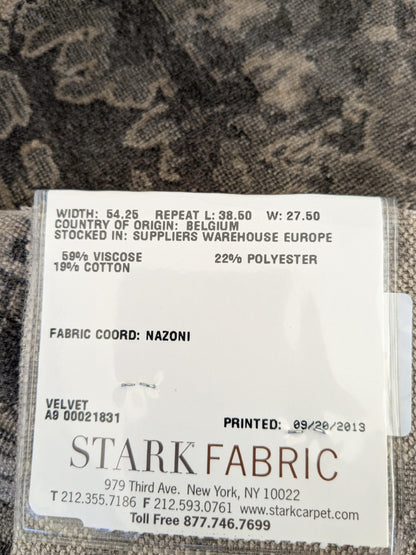 WIDTH: 54.25 REPEAT L: 38.50 W: 27.50
COUNTRY OF ORIGIN: BELGIUM
STOCKED IN: SUPPLIERS WAREHOUSE EUROPE
59% VISCOSE 22% POLYESTER
19% COTTON
FABRIC COORD: NAZONI
VELVET
A9 00021831
PRINTED: 09/20/2013
STARK FABRIC
979 Third Ave. New York, NY 10022
T 212.355.7186 F 212.593.0761 www.starkcarpet.com
Toll Free 877.746.7699